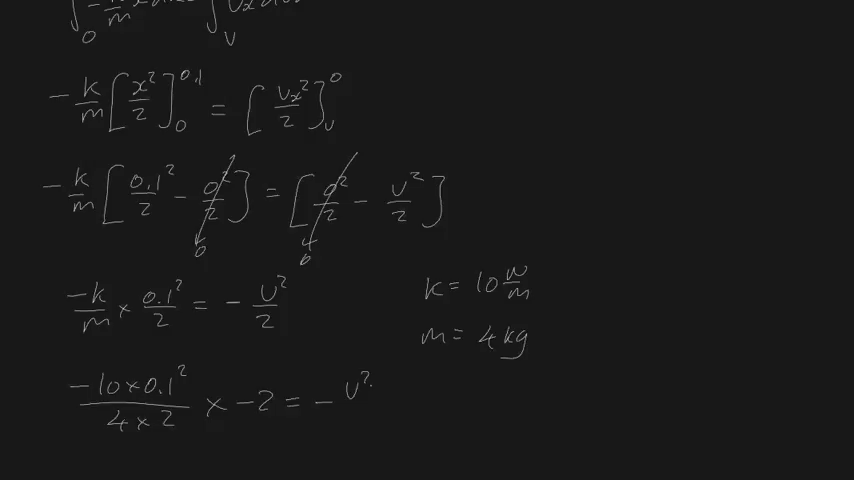 -k/m [x²/2]₀^0.1 = [vₓ²/2]ᵥ^0
-k/m [0.1²/2 - 0²/2] = [0²/2 - v²/2]
0 0
-k/m × 0.1²/2 = - v²/2
k = 10 N/m
m = 4 kg
-10×0.1²/4×2 × -2 = - v²